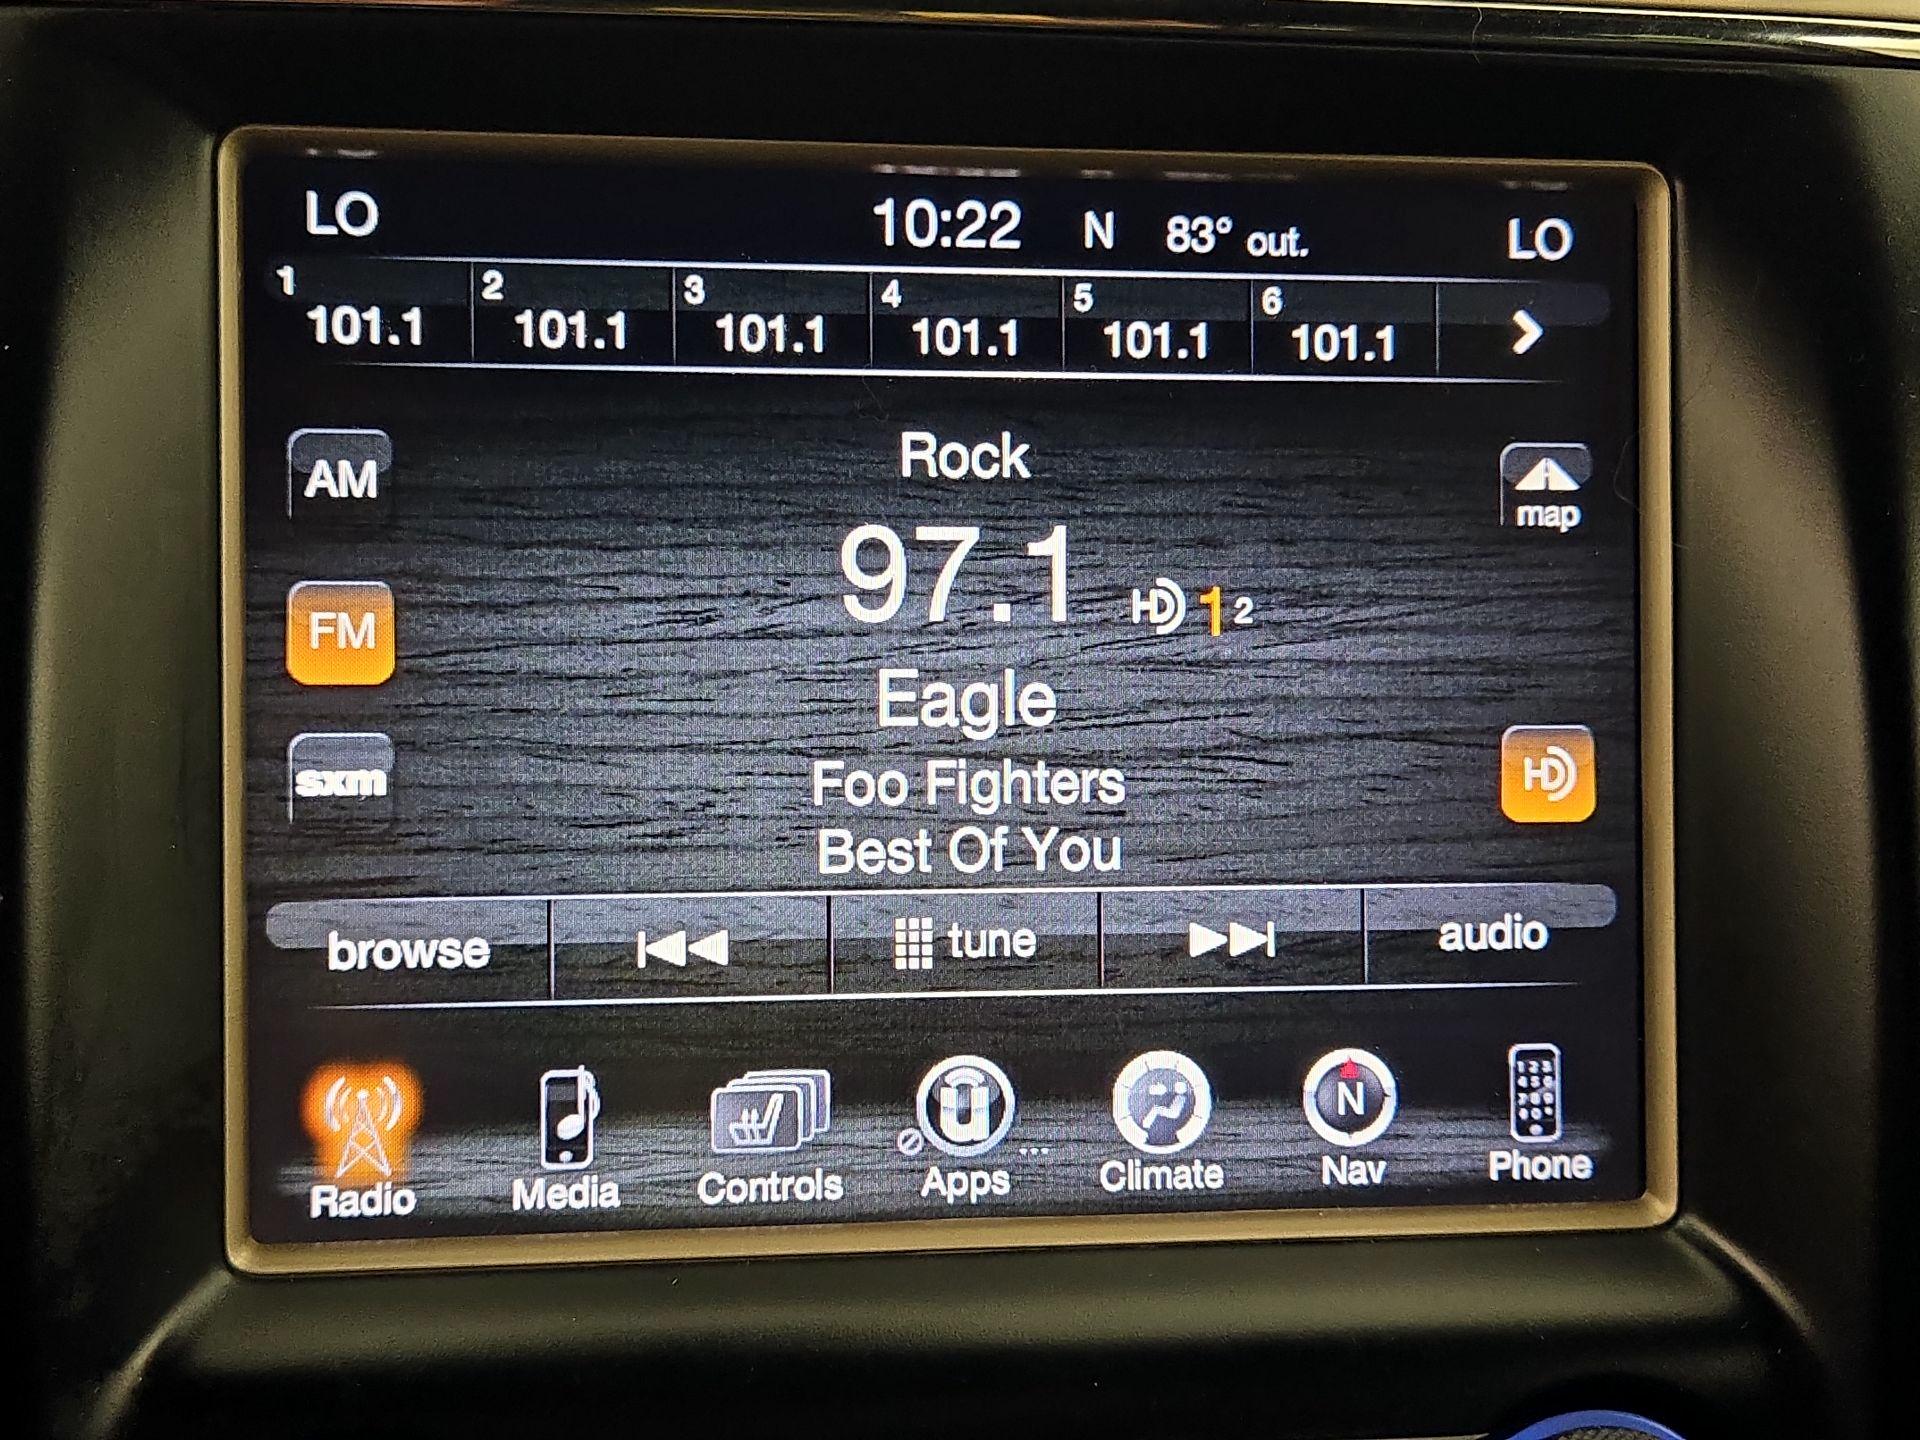 LO 10:22 N 83° out. LO
1 2 3 4 5 6
101.1 101.1 101.1 101.1 101.1 101.1
AM
Rock
map
97.1 HD 1 2
FM
Eagle
sxm
Foo Fighters
HD
Best Of You
browse tune audio
N
Radio Media Controls Apps ... Climate Nav Phone